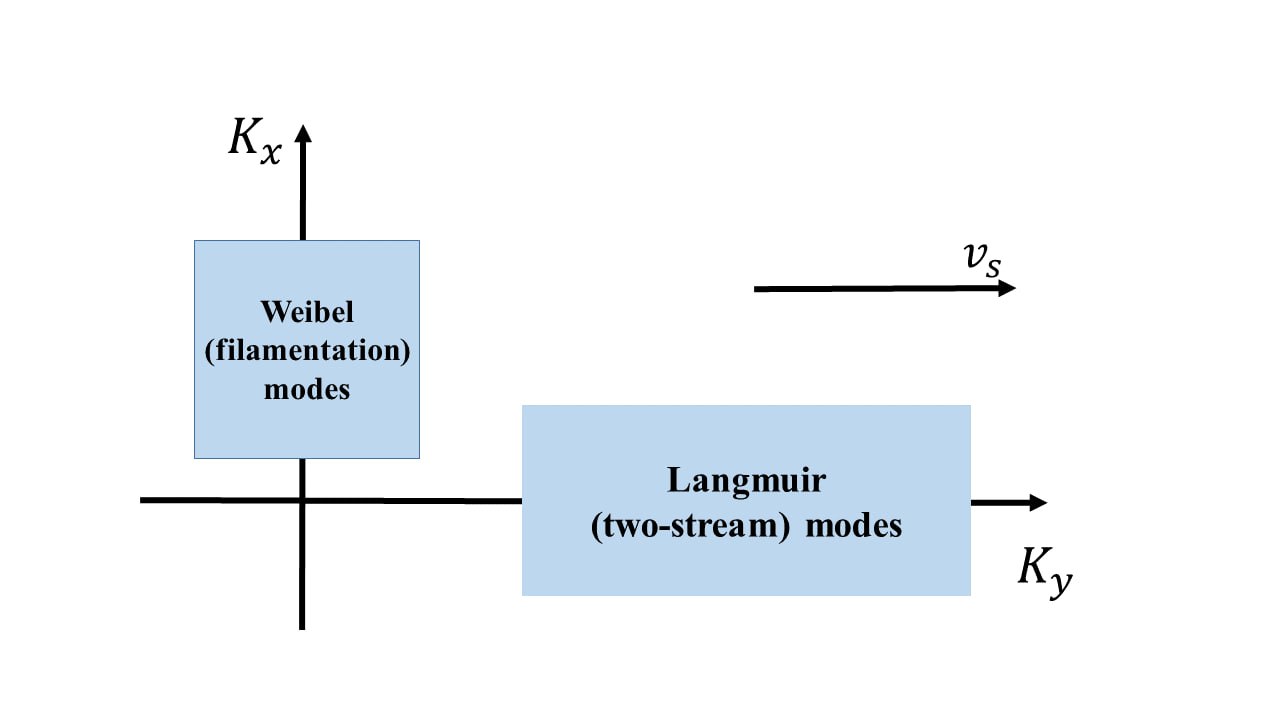 K_x
v_s
Weibel
(filamentation)
modes
Langmuir
(two-stream) modes
K_y